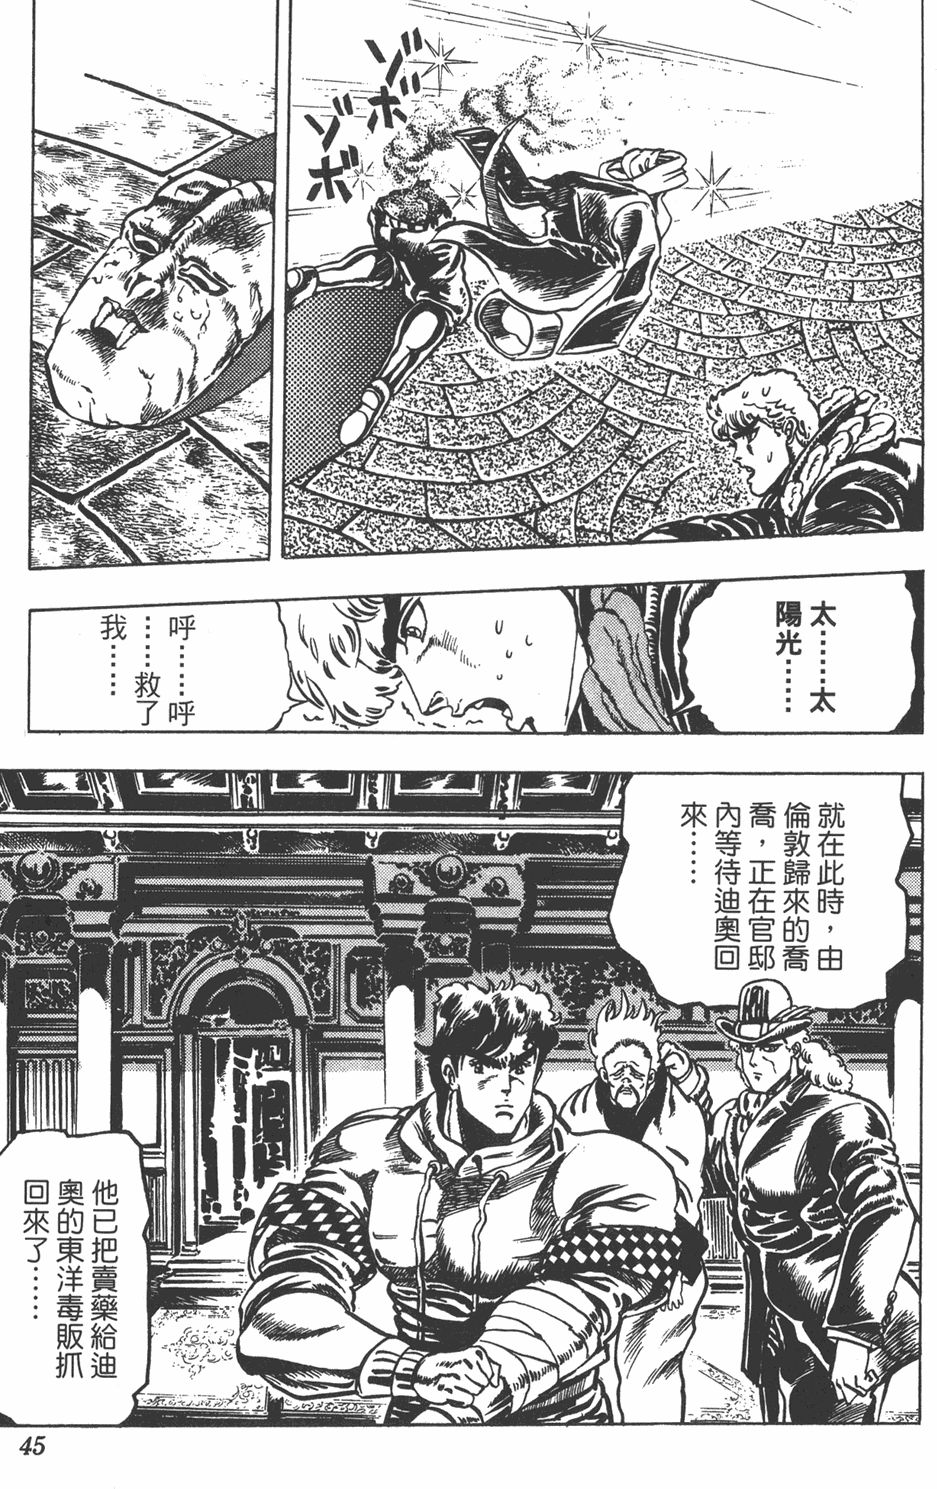 ゾボ
ゾボ
太……太
陽光……
呼……呼
……救了
我……
就在此時，由
倫敦歸來的喬
喬，正在官邸
內等待迪奧回
來……
他已把賣藥給迪
奧的東洋毒販抓
回來了……
45